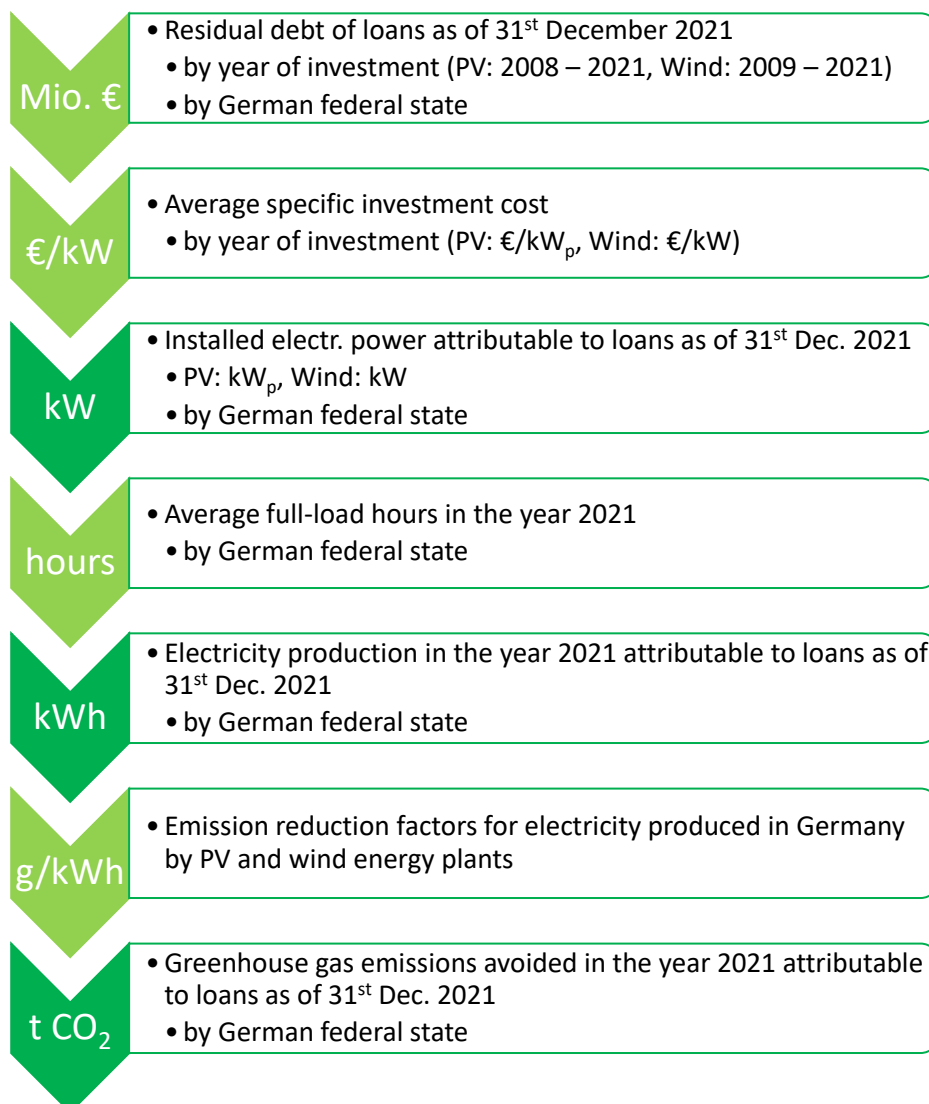 Mio. €
• Residual debt of loans as of 31st December 2021
• by year of investment (PV: 2008 – 2021, Wind: 2009 – 2021)
• by German federal state
€/kW
• Average specific investment cost
• by year of investment (PV: €/kWp, Wind: €/kW)
kW
• Installed electr. power attributable to loans as of 31st Dec. 2021
• PV: kWp, Wind: kW
• by German federal state
hours
• Average full-load hours in the year 2021
• by German federal state
kWh
• Electricity production in the year 2021 attributable to loans as of
31st Dec. 2021
• by German federal state
g/kWh
• Emission reduction factors for electricity produced in Germany
by PV and wind energy plants
t CO2
• Greenhouse gas emissions avoided in the year 2021 attributable
to loans as of 31st Dec. 2021
• by German federal state